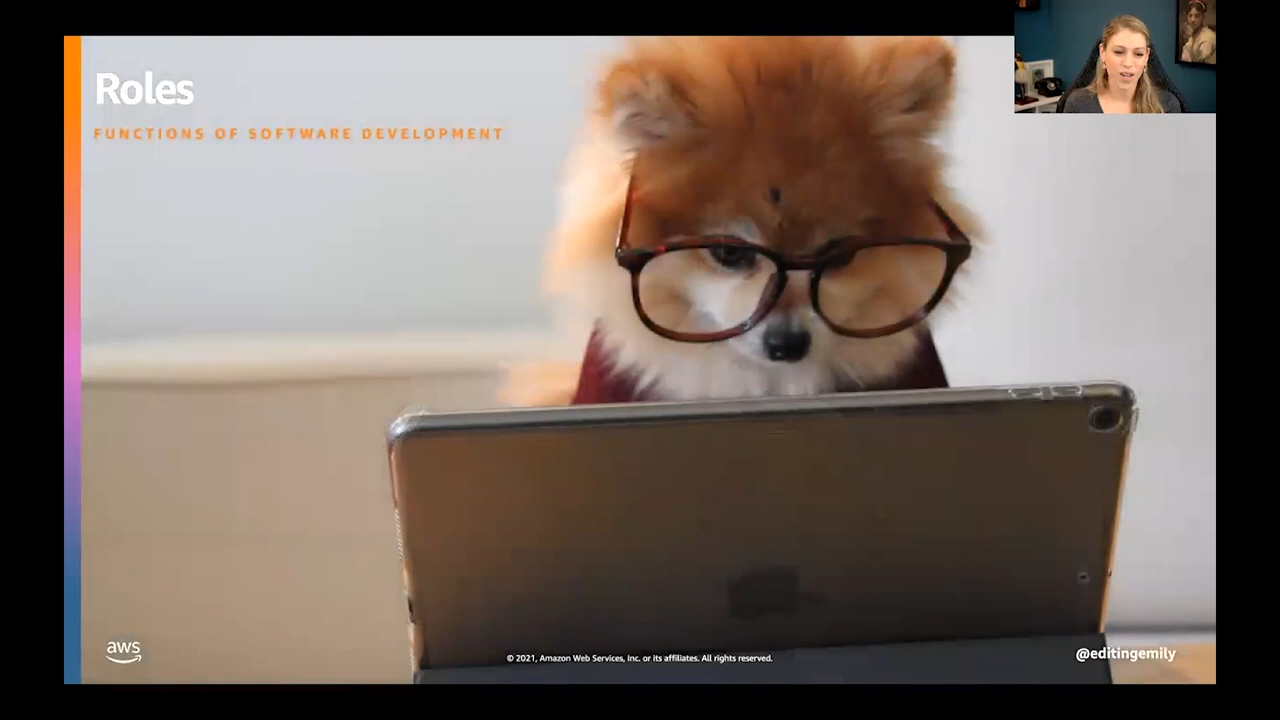 Roles
FUNCTIONS OF SOFTWARE DEVELOPMENT
aws
© 2021, Amazon Web Services, Inc. or its affiliates. All rights reserved.
@editingemily